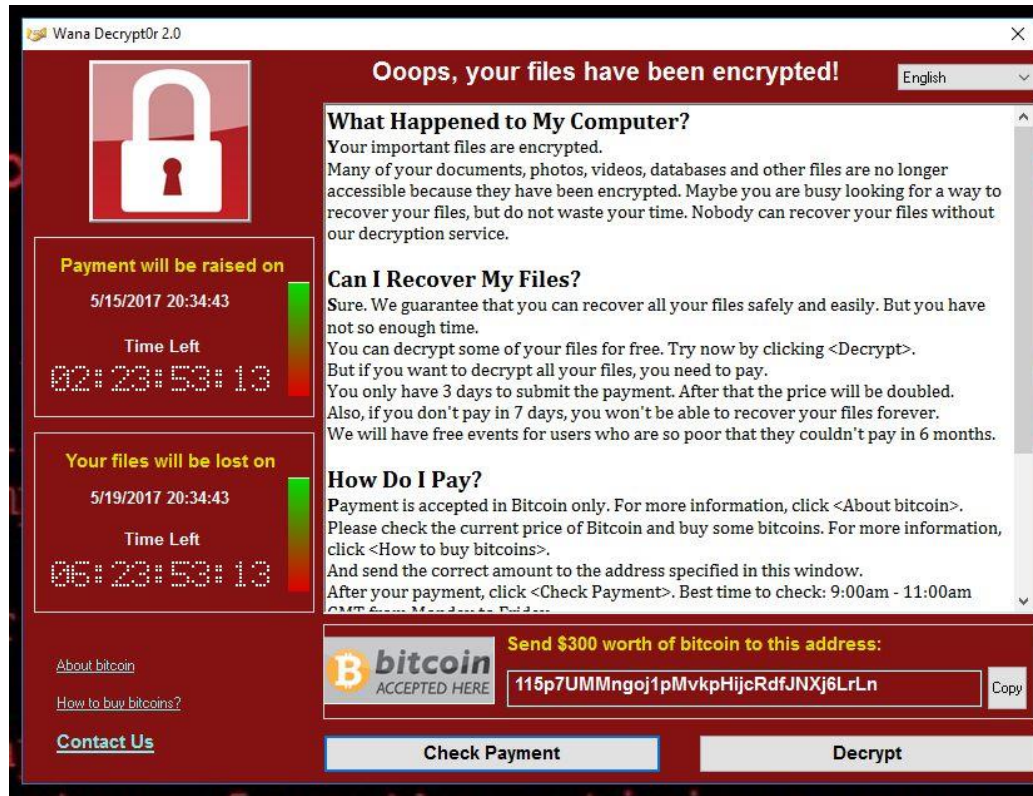 Wana Decrypt0r 2.0
Ooops, your files have been encrypted!
English
What Happened to My Computer?
Your important files are encrypted.
Many of your documents, photos, videos, databases and other files are no longer
accessible because they have been encrypted. Maybe you are busy looking for a way to
recover your files, but do not waste your time. Nobody can recover your files without
our decryption service.
Can I Recover My Files?
Sure. We guarantee that you can recover all your files safely and easily. But you have
not so enough time.
You can decrypt some of your files for free. Try now by clicking <Decrypt>.
But if you want to decrypt all your files, you need to pay.
You only have 3 days to submit the payment. After that the price will be doubled.
Also, if you don't pay in 7 days, you won't be able to recover your files forever.
We will have free events for users who are so poor that they couldn't pay in 6 months.
How Do I Pay?
Payment is accepted in Bitcoin only. For more information, click <About bitcoin>.
Please check the current price of Bitcoin and buy some bitcoins. For more information,
click <How to buy bitcoins>.
And send the correct amount to the address specified in this window.
After your payment, click <Check Payment>. Best time to check: 9:00am - 11:00am
GMT from Monday to Friday
Payment will be raised on
5/15/2017 20:34:43
Time Left
02:23:53:13
Your files will be lost on
5/19/2017 20:34:43
Time Left
06:23:53:13
About bitcoin
How to buy bitcoins?
Contact Us
bitcoin
ACCEPTED HERE
Send $300 worth of bitcoin to this address:
115p7UMMngoj1pMvkpHijcRdfJNXj6LrLn
Copy
Check Payment
Decrypt